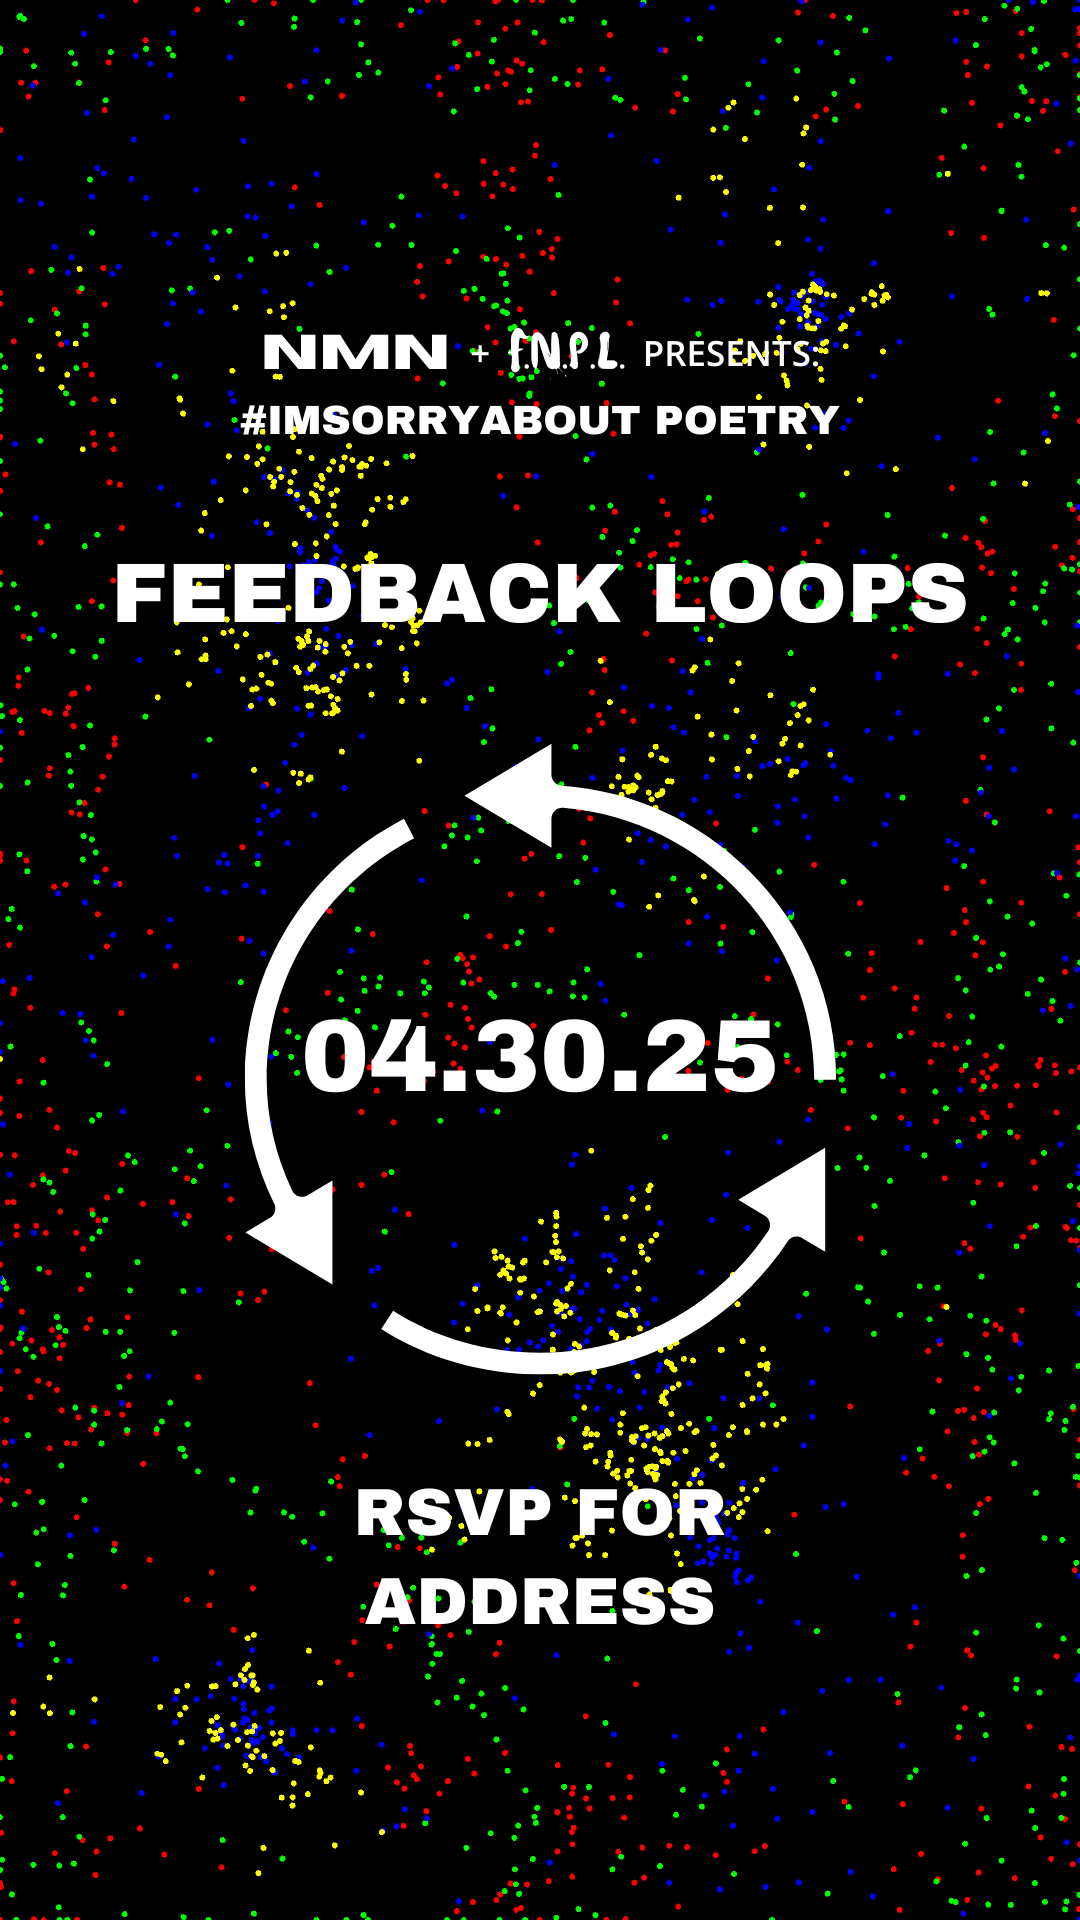 NMN + F.N.P.L. PRESENTS:
#IMSORRYABOUT POETRY
FEEDBACK LOOPS
04.30.25
RSVP FOR
ADDRESS